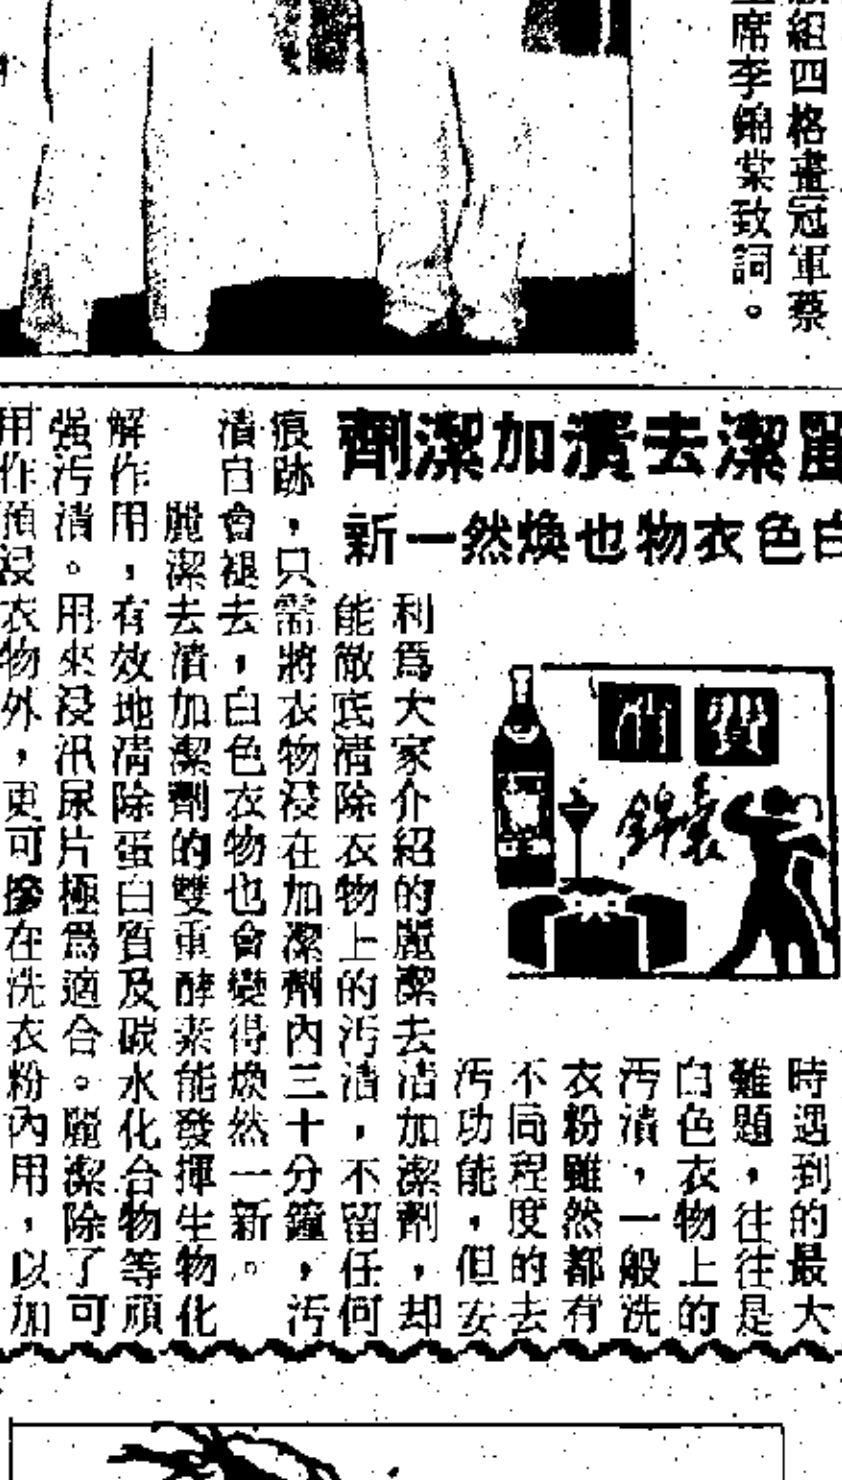 組四格畫冠軍蔡
席李錦棠致詞。
麗潔去漬加潔劑
白色衣物也煥然一新
消費
錦囊
時遇到的最大
難題，往往是
白色衣物上的
污漬，一般洗
衣粉雖然都有
不同程度的去
污功能，但安
利爲大家介紹的麗潔去漬加潔劑，却
能徹底清除衣物上的污漬，不留任何
痕跡，只需將衣物浸在加潔劑內三十分鐘，污
漬自會褪去，白色衣物也會變得煥然一新。
麗潔去漬加潔劑的雙重酵素能發揮生物化
解作用，有效地清除蛋白質及碳水化合物等頑
强污漬。用來浸汛尿片極爲適合。麗潔除了可
用作預浸衣物外，更可摻在洗衣粉內用，以加